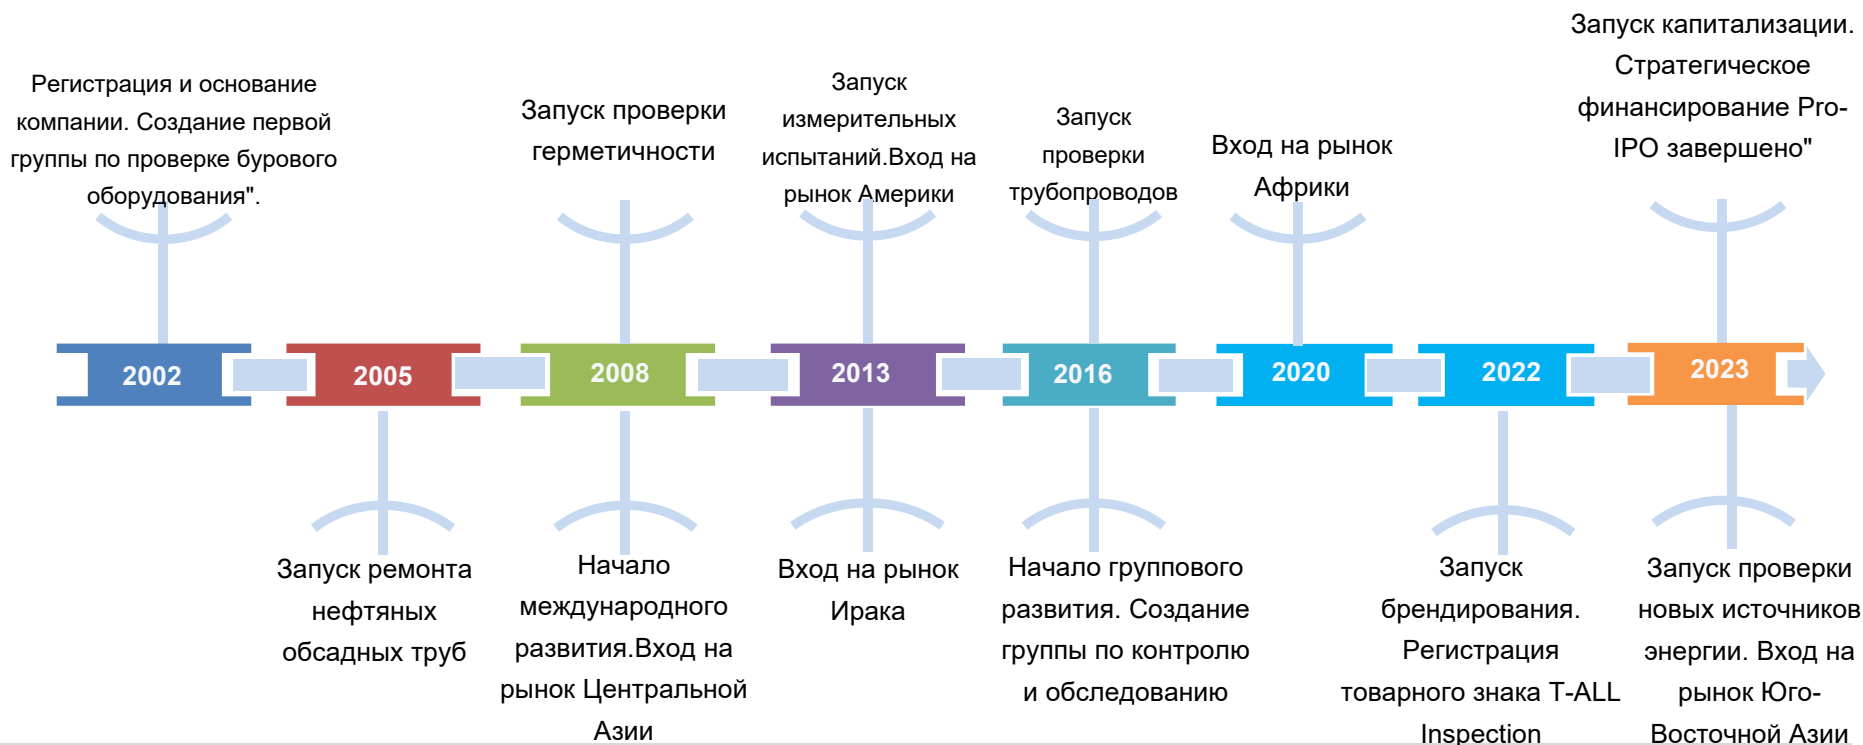 Регистрация и основание
компании. Создание первой
группы по проверке бурового
оборудования".
Запуск проверки
герметичности
Запуск
измерительных
испытаний.Вход на
рынок Америки
Запуск
проверки
трубопроводов
Вход на рынок
Африки
Запуск капитализации.
Стратегическое
финансирование Pro-
IPO завершено"
2002
2005
2008
2013
2016
2020
2022
2023
Запуск ремонта
нефтяных
обсадных труб
Начало
международного
развития.Вход на
рынок Центральной
Азии
Вход на рынок
Ирака
Начало группового
развития. Создание
группы по контролю
и обследованию
Запуск
брендирования.
Регистрация
товарного знака T-ALL
Inspection
Запуск проверки
новых источников
энергии. Вход на
рынок Юго-
Восточной Азии